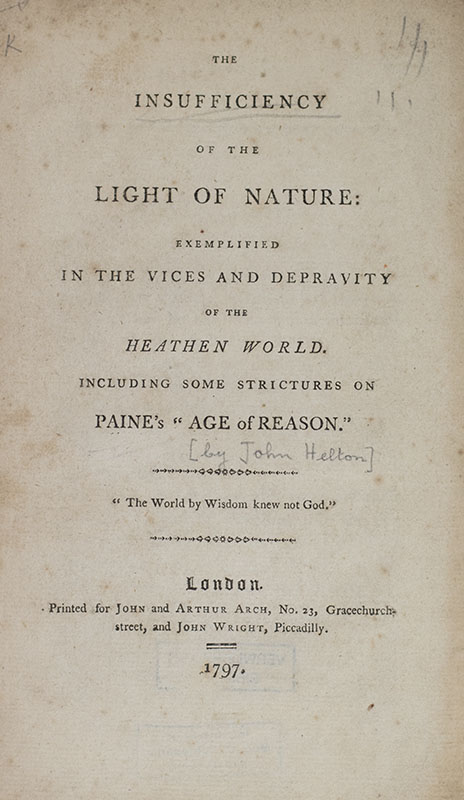 K
11.
THE
INSUFFICIENCY
OF THE
LIGHT OF NATURE:
EXEMPLIFIED
IN THE VICES AND DEPRAVITY
OF THE
HEATHEN WORLD.
INCLUDING SOME STRICTURES ON
PAINE's “ AGE of REASON.”
[by John Helton]
“ The World by Wisdom knew not God.”
London.
Printed for JOHN and ARTHUR ARCH, No. 23, Gracechurch-
street, and JOHN WRIGHT, Piccadilly.
1797.